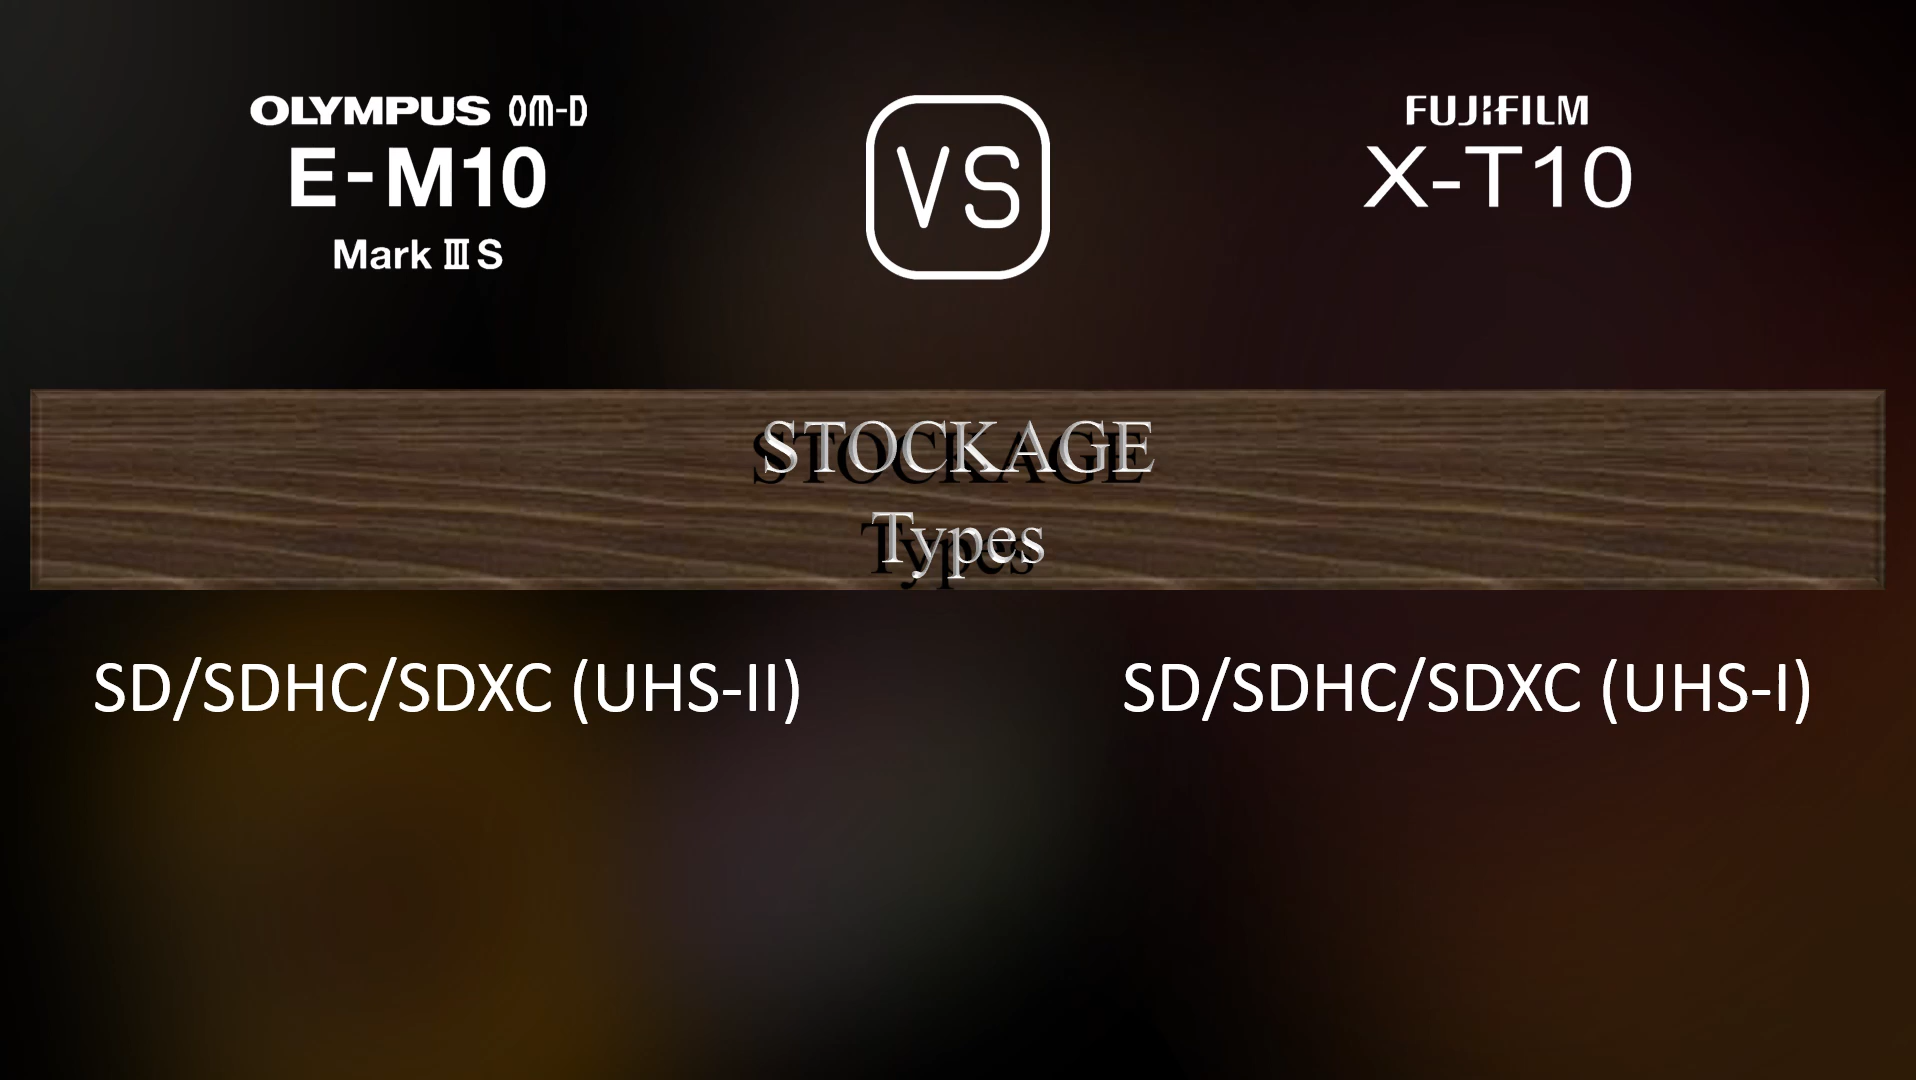 OLYMPUS OM-D
E-M10
Mark III S
VS
FUJIFILM
X-T10
STOCKAGE
Types
SD/SDHC/SDXC (UHS-II)
SD/SDHC/SDXC (UHS-I)